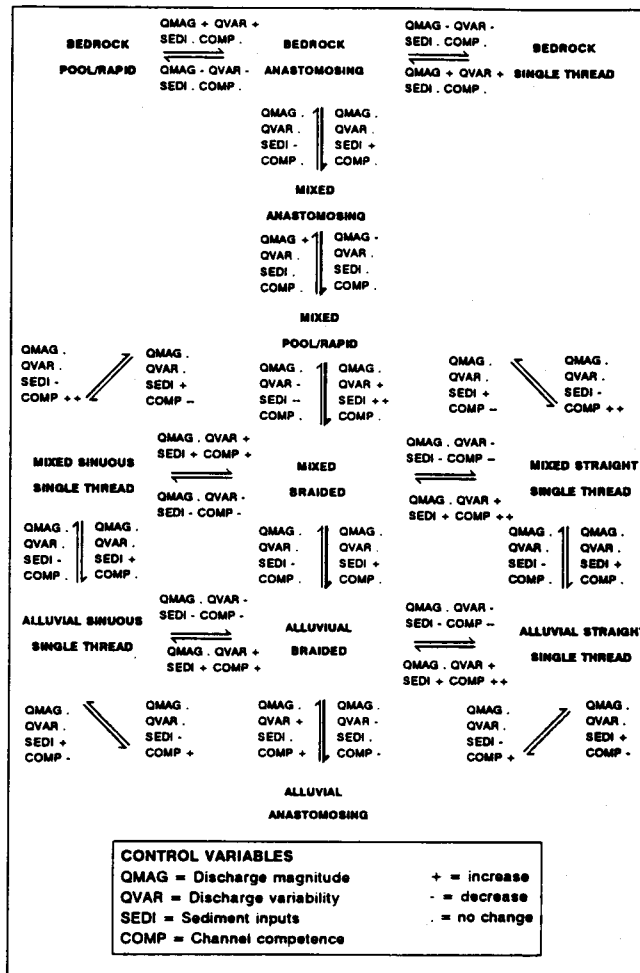 QMAG + QVAR +
SEDI . COMP .
BEDROCK
POOL/RAPID
QMAG - QVAR -
SEDI . COMP .
BEDROCK
ANASTOMOSING
QMAG - QVAR -
SEDI . COMP .
QMAG + QVAR +
SEDI . COMP .
BEDROCK
SINGLE THREAD
QMAG .
QVAR .
SEDI -
COMP .
QMAG .
QVAR .
SEDI +
COMP .
MIXED
ANASTOMOSING
QMAG +
QVAR .
SEDI .
COMP .
QMAG -
QVAR .
SEDI .
COMP .
MIXED
POOL/RAPID
QMAG .
QVAR .
SEDI -
COMP ++
QMAG .
QVAR .
SEDI +
COMP --
QMAG .
QVAR -
SEDI --
COMP .
QMAG .
QVAR +
SEDI ++
COMP .
QMAG .
QVAR .
SEDI +
COMP --
QMAG .
QVAR .
SEDI -
COMP ++
MIXED SINUOUS
SINGLE THREAD
QMAG . QVAR +
SEDI + COMP +
QMAG . QVAR -
SEDI - COMP -
MIXED
BRAIDED
QMAG . QVAR -
SEDI - COMP --
QMAG . QVAR +
SEDI + COMP ++
MIXED STRAIGHT
SINGLE THREAD
QMAG .
QVAR .
SEDI -
COMP .
QMAG .
QVAR .
SEDI +
COMP .
QMAG .
QVAR .
SEDI -
COMP .
QMAG .
QVAR .
SEDI +
COMP .
QMAG .
QVAR .
SEDI -
COMP .
QMAG .
QVAR .
SEDI +
COMP .
ALLUVIAL SINUOUS
SINGLE THREAD
QMAG . QVAR -
SEDI - COMP -
QMAG . QVAR +
SEDI + COMP +
ALLUVIUAL
BRAIDED
QMAG . QVAR -
SEDI - COMP --
QMAG . QVAR +
SEDI + COMP ++
ALLUVIAL STRAIGHT
SINGLE THREAD
QMAG .
QVAR .
SEDI +
COMP -
QMAG .
QVAR .
SEDI -
COMP +
QMAG .
QVAR +
SEDI .
COMP +
QMAG .
QVAR -
SEDI .
COMP -
QMAG .
QVAR .
SEDI -
COMP +
QMAG .
QVAR .
SEDI +
COMP -
ALLUVIAL
ANASTOMOSING
CONTROL VARIABLES
QMAG = Discharge magnitude + = increase
QVAR = Discharge variability - = decrease
SEDI = Sediment inputs . = no change
COMP = Channel competence